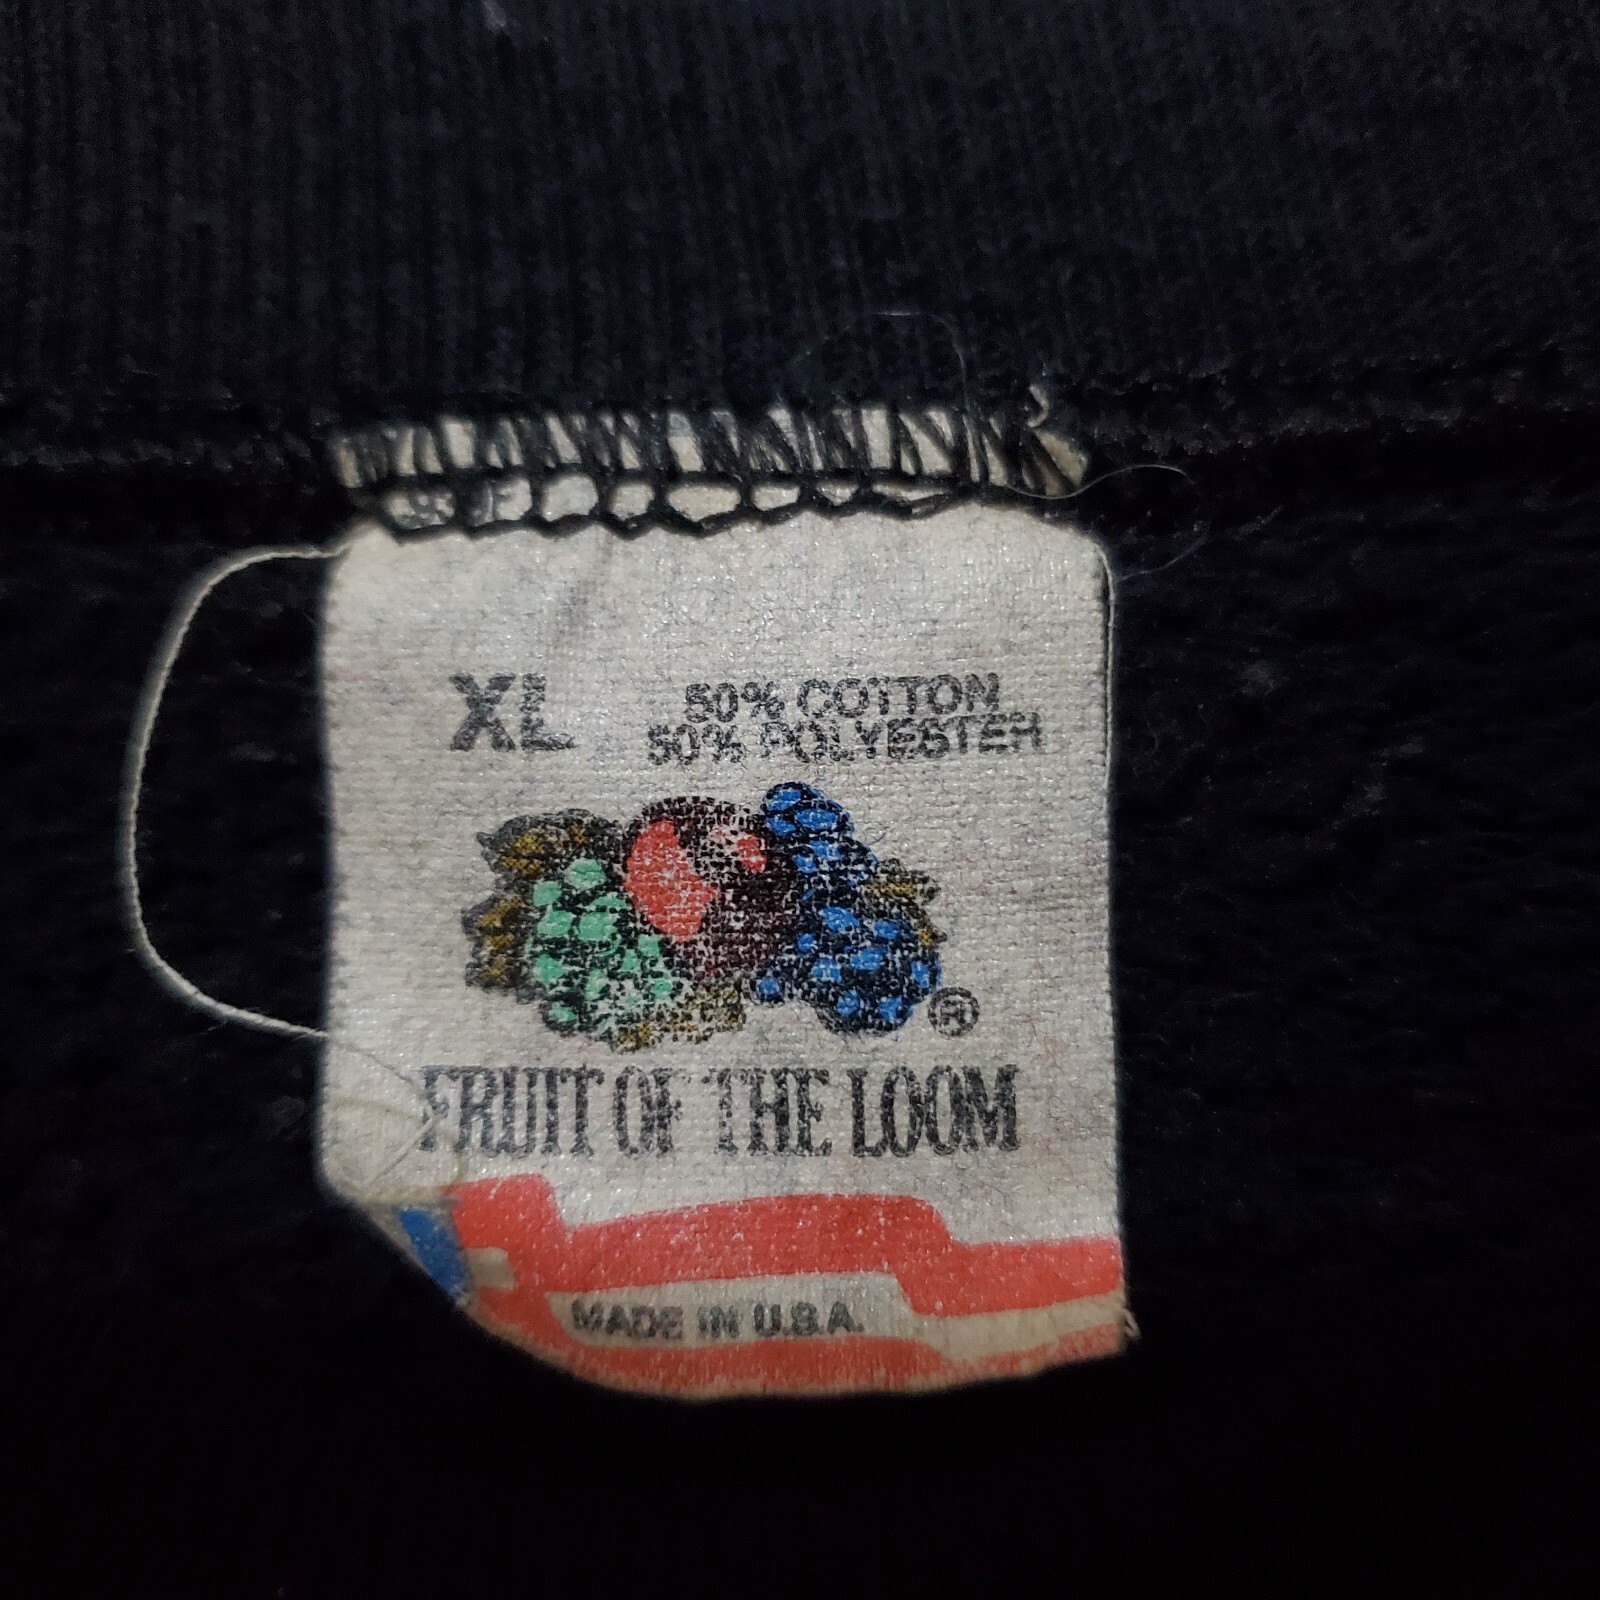 XL
50% COTTON
50% POLYESTER
®
FRUIT OF THE LOOM
MADE IN U.S.A.